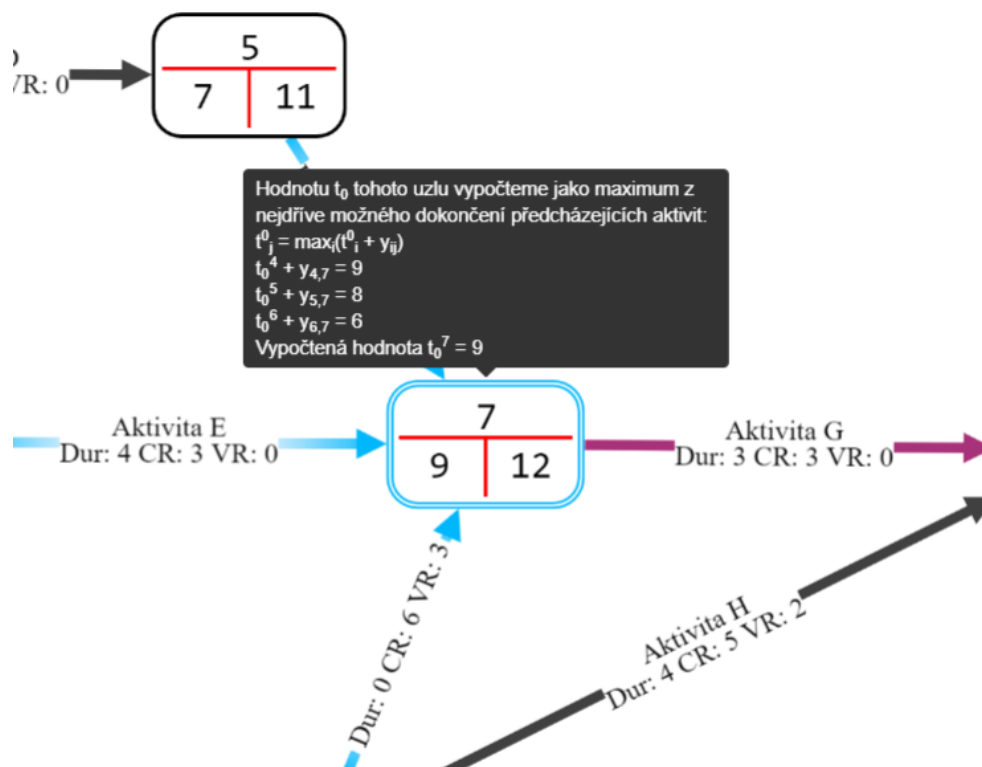 5
7 11
VR: 0
Hodnotu t₀ tohoto uzlu vypočteme jako maximum z
nejdříve možného dokončení předcházejících aktivit:
t⁰ⱼ = maxᵢ(t⁰ᵢ + yᵢⱼ)
t₀⁴ + y₄,₇ = 9
t₀⁵ + y₅,₇ = 8
t₀⁶ + y₆,₇ = 6
Vypočtená hodnota t₀⁷ = 9
Aktivita E
Dur: 4 CR: 3 VR: 0
7
9 12
Aktivita G
Dur: 3 CR: 3 VR: 0
Dur: 0 CR: 6 VR: 3
Aktivita H
Dur: 4 CR: 5 VR: 2